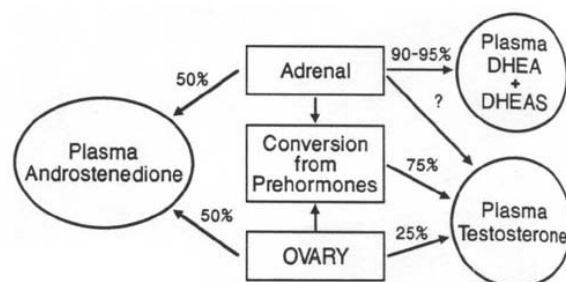 50%
Adrenal
90-95%
Plasma
DHEA
+
DHEAS
?
Plasma
Androstenedione
Conversion
from
Prehormones
75%
50%
OVARY
25%
Plasma
Testosterone